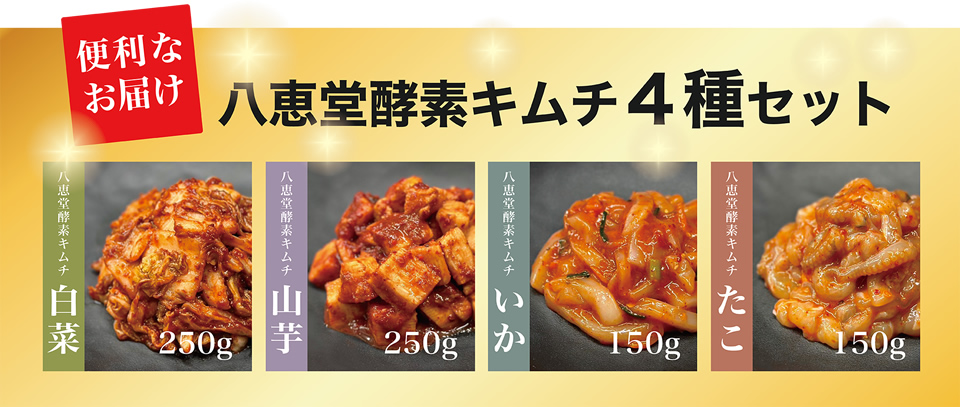 便利な
お届け
八恵堂酵素キムチ4種セット
八恵堂酵素キムチ
白菜
250g
八恵堂酵素キムチ
山芋
250g
八恵堂酵素キムチ
いか
150g
八恵堂酵素キムチ
たこ
150g